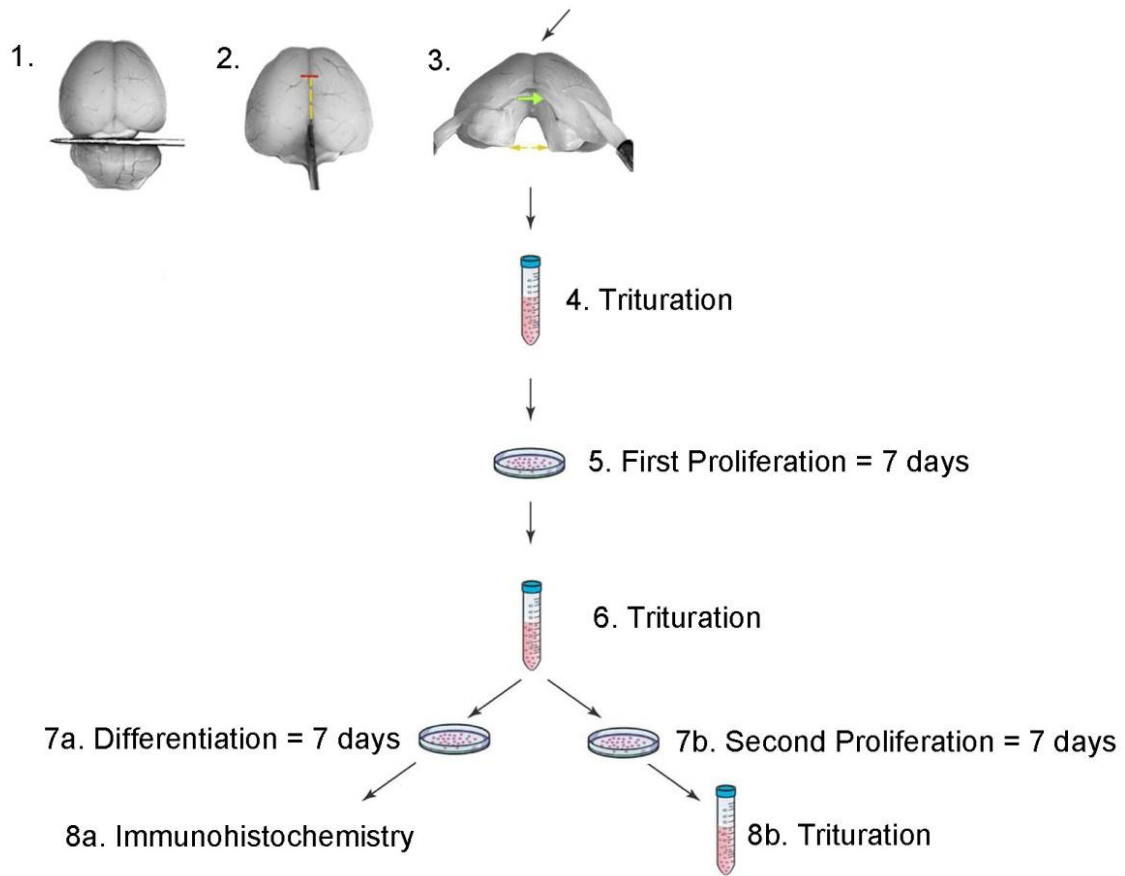 1.
2.
3.
4. Trituration
5. First Proliferation = 7 days
6. Trituration
7a. Differentiation = 7 days
7b. Second Proliferation = 7 days
8a. Immunohistochemistry
8b. Trituration